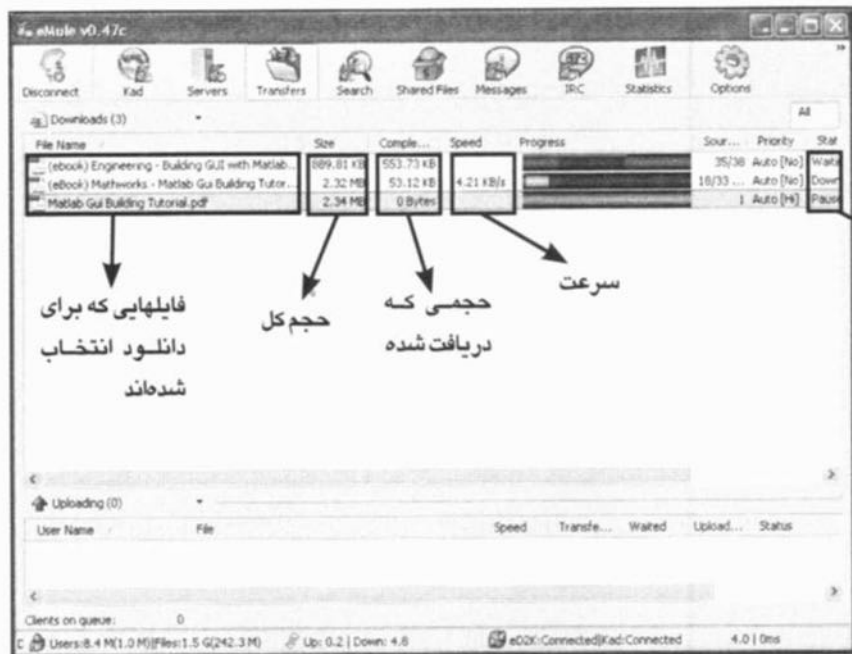 eMule v0.47c
Disconnect Kad Servers Transfers Search Shared Files Messages IRC Statistics Options
Downloads (3) All
File Name Size Comple... Speed Progress Sour... Priority Stat
(ebook) Engineering - Building GUI with Matlab... 889.81 KB 553.73 KB 35/38 Auto [No] Waiti
(eBook) Mathworks - Matlab Gui Building Tutor... 2.32 MB 53.12 KB 4.21 KB/s 18/33 ... Auto [No] Down
Matlab Gui Building Tutorial.pdf 2.34 MB 0 Bytes 1 Auto [Hi] Pause
سرعت
حجمی که
دریافت شده
حجم کل
فایلهایی که برای
دانلود انتخاب
شده‌اند
Uploading (0)
User Name File Speed Transfe... Waited Upload... Status
Clients on queue: 0
Users:8.4 M(1.0 M)|Files:1.5 G(242.3 M) Up: 0.2 | Down: 4.8 eD2K:Connected|Kad:Connected 4.0 | 0ms